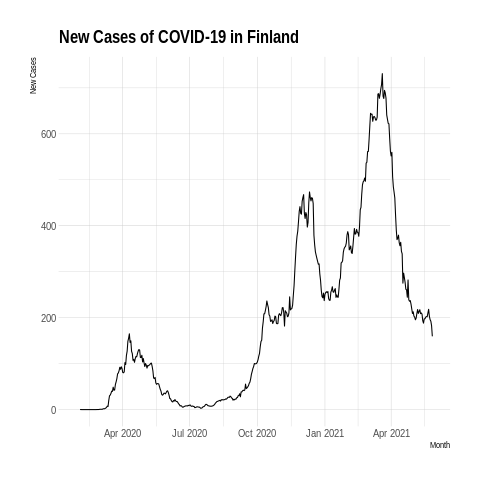 New Cases of COVID-19 in Finland
New Cases
600
400
200
0
Apr 2020 Jul 2020 Oct 2020 Jan 2021 Apr 2021
Month